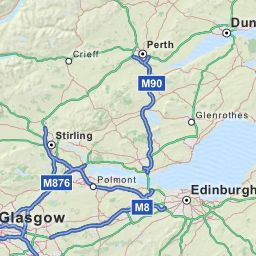 Dun
Perth
Crieff
M90
Glenrothes
Stirling
M876
Polmont
Edinburgh
M8
Glasgow